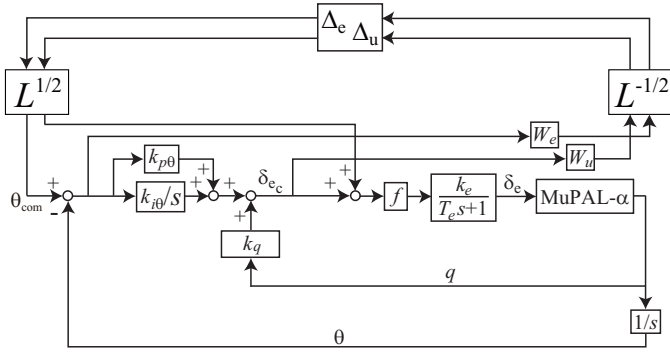 Δe
Δu
L^1/2
L^-1/2
We
Wu
kpθ
+
+
+
+
δec
+
+
δe
θcom
-
kiθ/s
+
+
+
f
ke
Tes+1
MuPAL-α
kq
q
1/s
θ